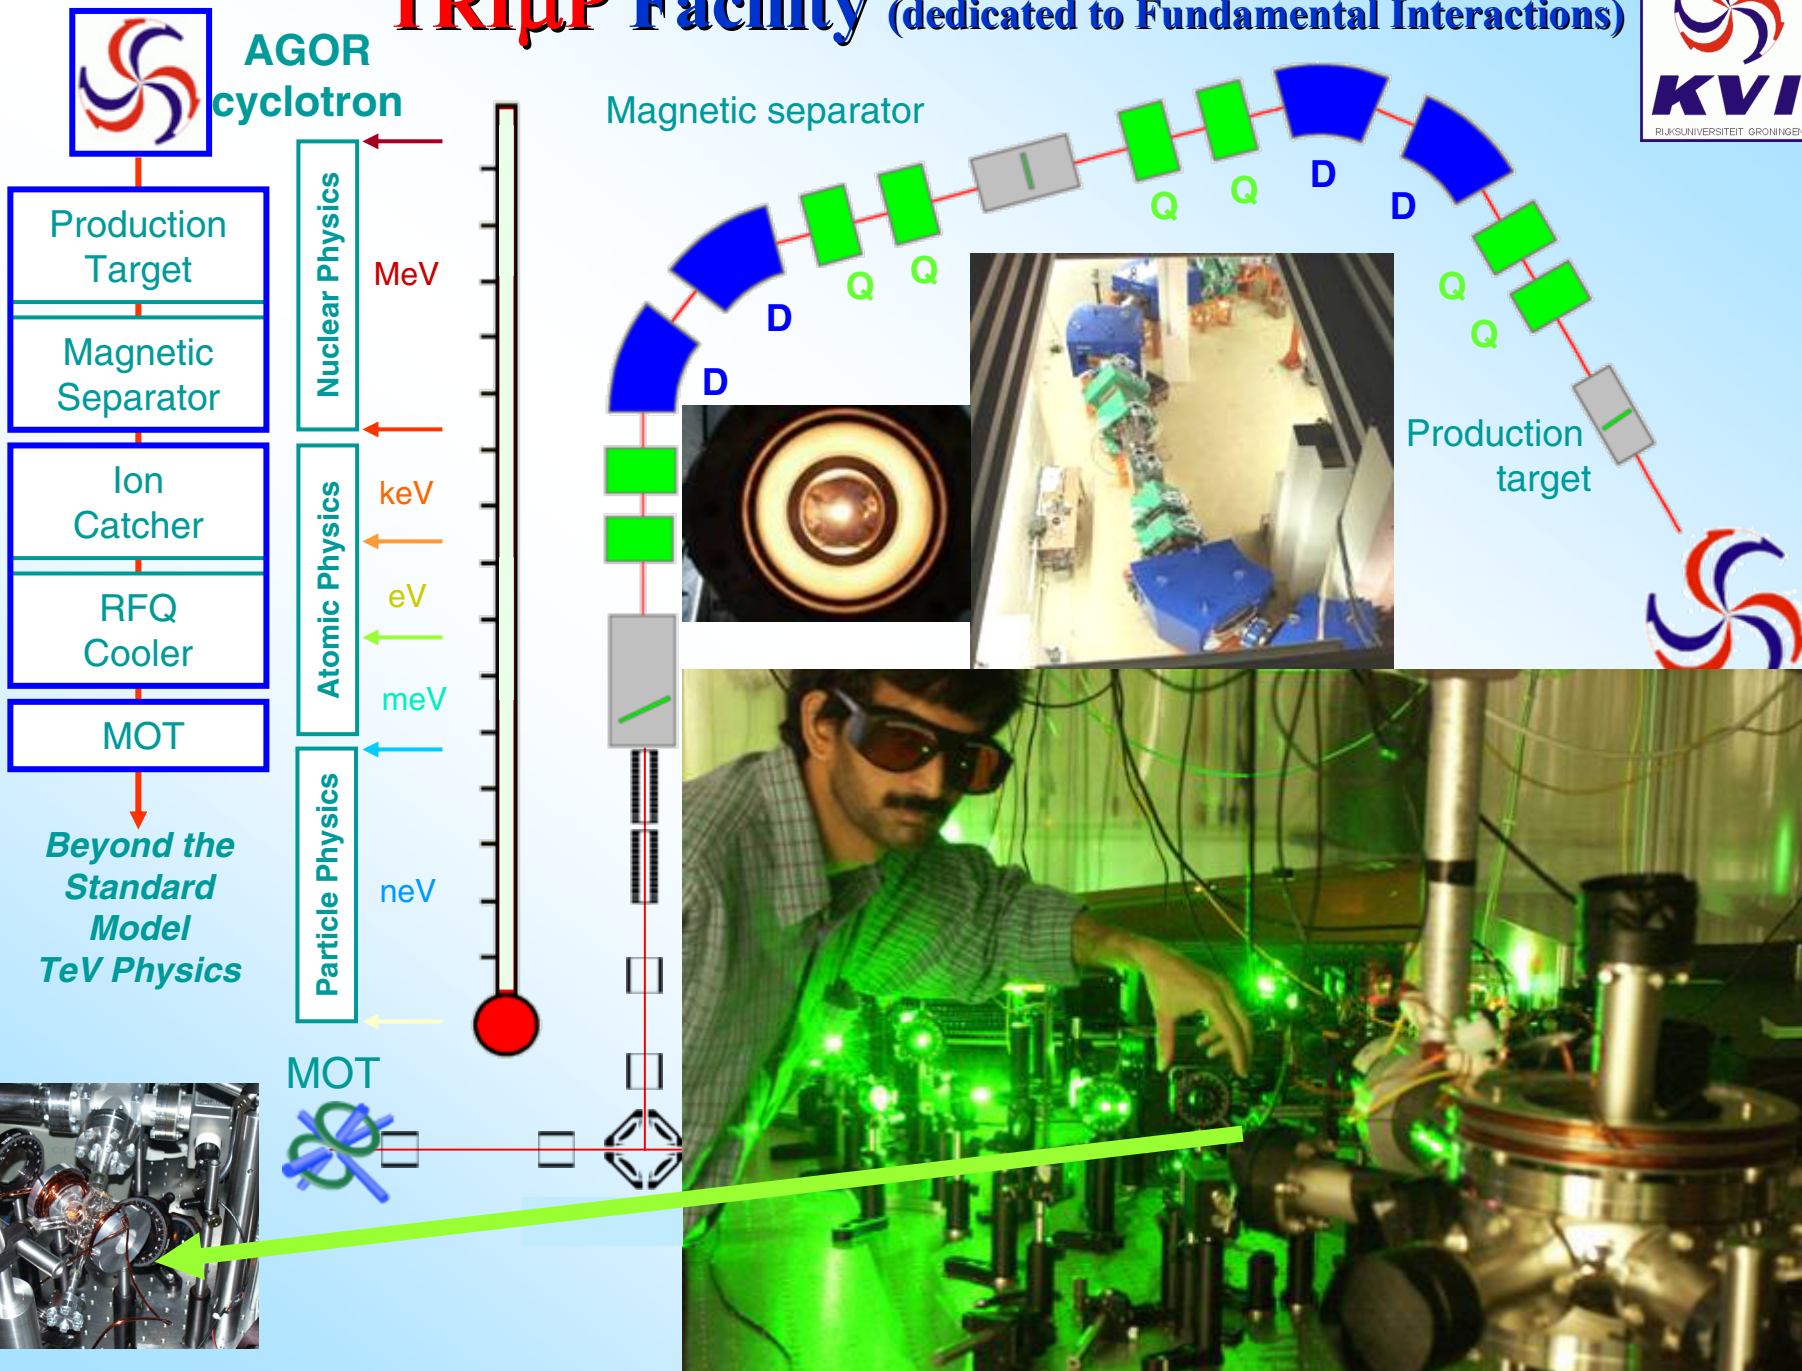 TRIμP Facility (dedicated to Fundamental Interactions)
AGOR
cyclotron
KVI
RIJKSUNIVERSITEIT GRONINGEN
Production
Target
Magnetic
Separator
Ion
Catcher
RFQ
Cooler
MOT
Beyond the
Standard
Model
TeV Physics
Nuclear Physics
Atomic Physics
Particle Physics
MeV
keV
eV
meV
neV
MOT
Magnetic separator
D
D
Q
Q
Q
Q
D
D
Q
Q
Production
target